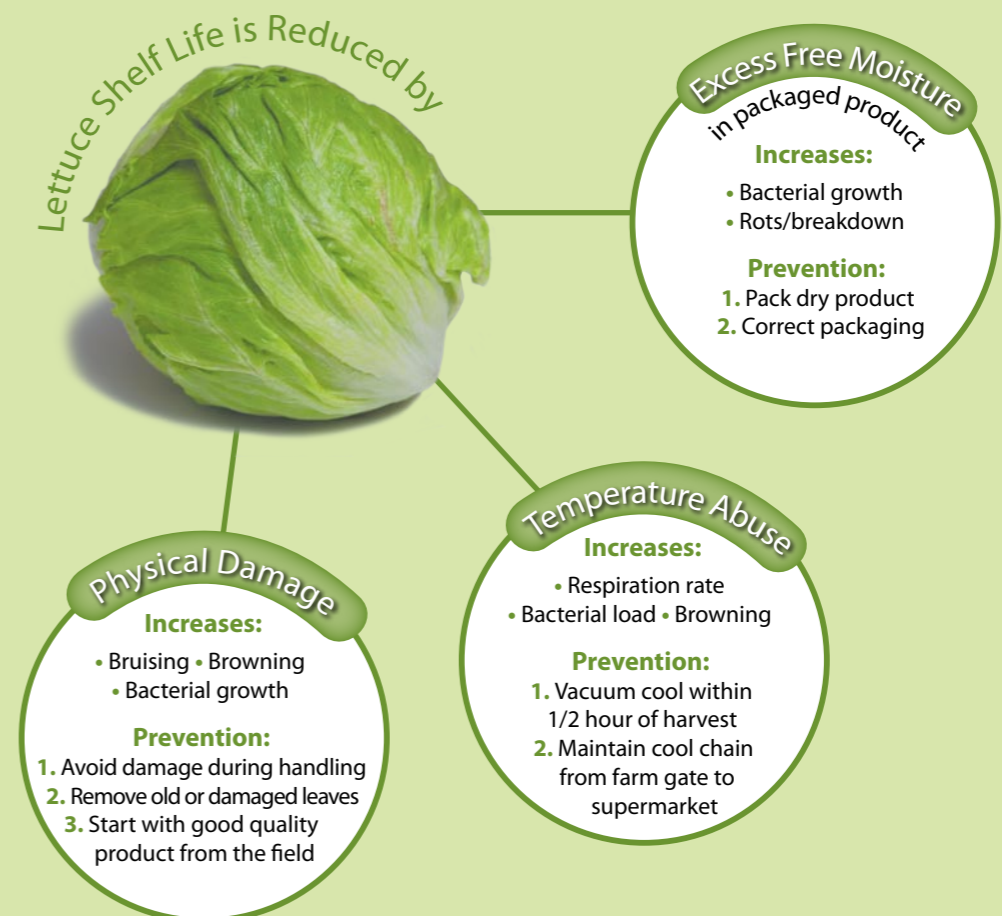 Lettuce Shelf Life is Reduced by
Excess Free Moisture
in packaged product
Increases:
• Bacterial growth
• Rots/breakdown
Prevention:
1. Pack dry product
2. Correct packaging
Temperature Abuse
Increases:
• Respiration rate
• Bacterial load • Browning
Prevention:
1. Vacuum cool within
1/2 hour of harvest
2. Maintain cool chain
from farm gate to
supermarket
Physical Damage
Increases:
• Bruising • Browning
• Bacterial growth
Prevention:
1. Avoid damage during handling
2. Remove old or damaged leaves
3. Start with good quality
product from the field